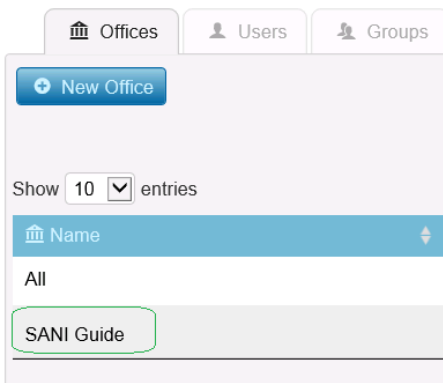 Offices Users Groups
New Office
Show 10 entries
Name
All
SANI Guide